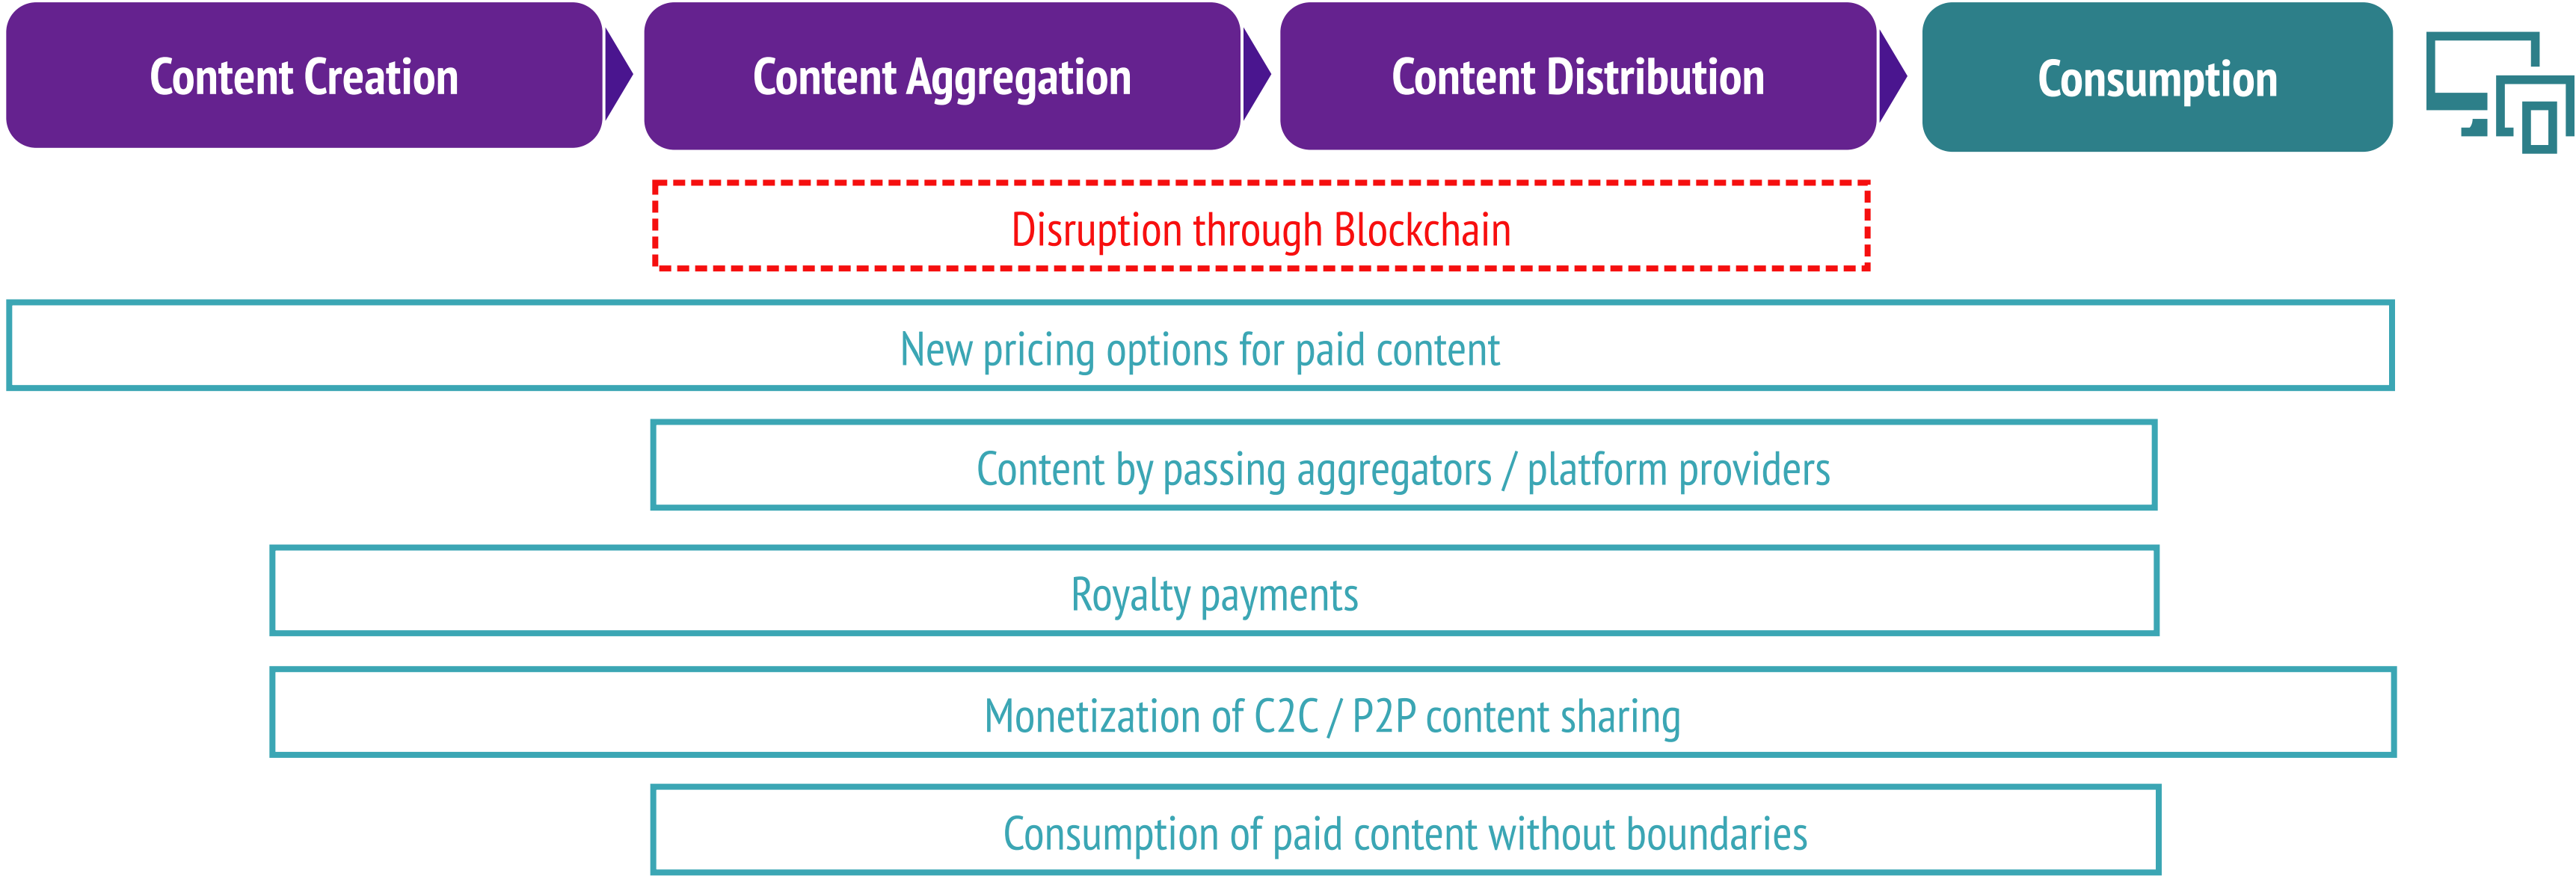 Content Creation
Content Aggregation
Content Distribution
Consumption
Disruption through Blockchain
New pricing options for paid content
Content by passing aggregators / platform providers
Royalty payments
Monetization of C2C / P2P content sharing
Consumption of paid content without boundaries